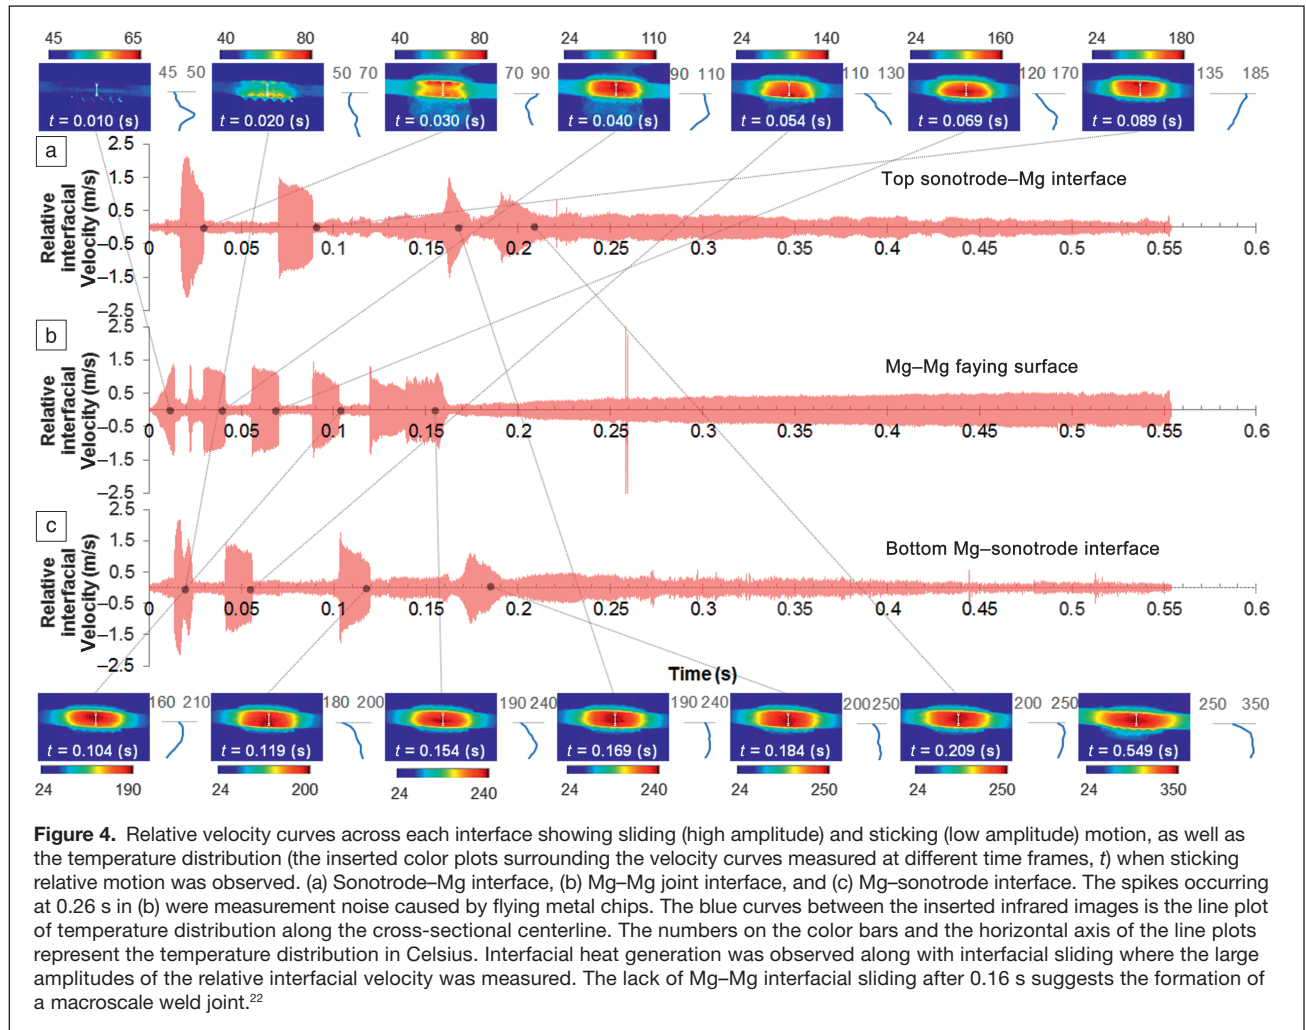 45 65 40 80 40 80 24 110 24 140 24 160 24 180
45 50 50 70 70 90 90 110 110 130 120 170 135 185
t = 0.010 (s) t = 0.020 (s) t = 0.030 (s) t = 0.040 (s) t = 0.054 (s) t = 0.069 (s) t = 0.089 (s)
a
Relative
interfacial
Velocity (m/s)
2.5
1.5
0.5
−0.5
−1.5
−2.5
Top sonotrode–Mg interface
0 0.05 0.1 0.15 0.2 0.25 0.3 0.35 0.4 0.45 0.5 0.55 0.6
b
Relative
interfacial
Velocity (m/s)
2.5
1.5
0.5
−0.5
−1.5
−2.5
Mg–Mg faying surface
0 0.05 0.1 0.15 0.2 0.25 0.3 0.35 0.4 0.45 0.5 0.55 0.6
c
Relative
interfacial
Velocity (m/s)
2.5
1.5
0.5
−0.5
−1.5
−2.5
Bottom Mg–sonotrode interface
0 0.05 0.1 0.15 0.2 0.25 0.3 0.35 0.4 0.45 0.5 0.55 0.6
Time (s)
160 210 180 200 190 240 190 240 200 250 200 250 250 350
t = 0.104 (s) t = 0.119 (s) t = 0.154 (s) t = 0.169 (s) t = 0.184 (s) t = 0.209 (s) t = 0.549 (s)
24 190 24 200 24 240 24 240 24 250 24 250 24 350
Figure 4. Relative velocity curves across each interface showing sliding (high amplitude) and sticking (low amplitude) motion, as well as
the temperature distribution (the inserted color plots surrounding the velocity curves measured at different time frames, t) when sticking
relative motion was observed. (a) Sonotrode–Mg interface, (b) Mg–Mg joint interface, and (c) Mg–sonotrode interface. The spikes occurring
at 0.26 s in (b) were measurement noise caused by flying metal chips. The blue curves between the inserted infrared images is the line plot
of temperature distribution along the cross-sectional centerline. The numbers on the color bars and the horizontal axis of the line plots
represent the temperature distribution in Celsius. Interfacial heat generation was observed along with interfacial sliding where the large
amplitudes of the relative interfacial velocity was measured. The lack of Mg–Mg interfacial sliding after 0.16 s suggests the formation of
a macroscale weld joint.22